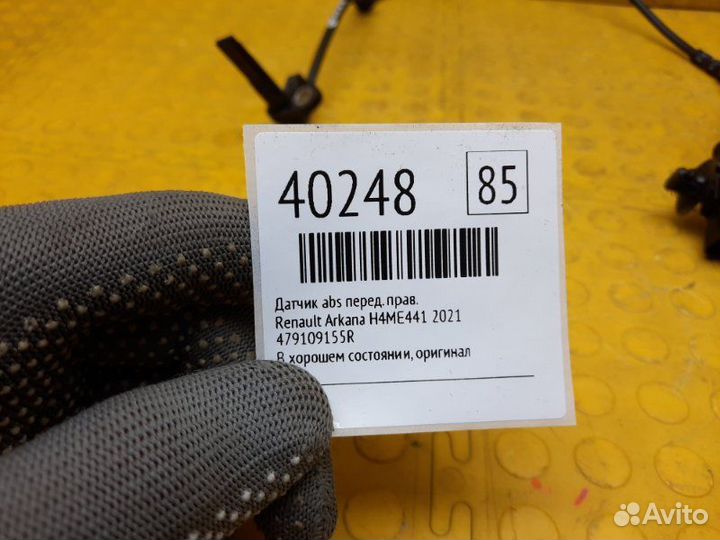 40248
85
Датчик abs перед. прав.
Renault Arkana H4ME441 2021
479109155R
В хорошем состоянии, оригинал
Avito